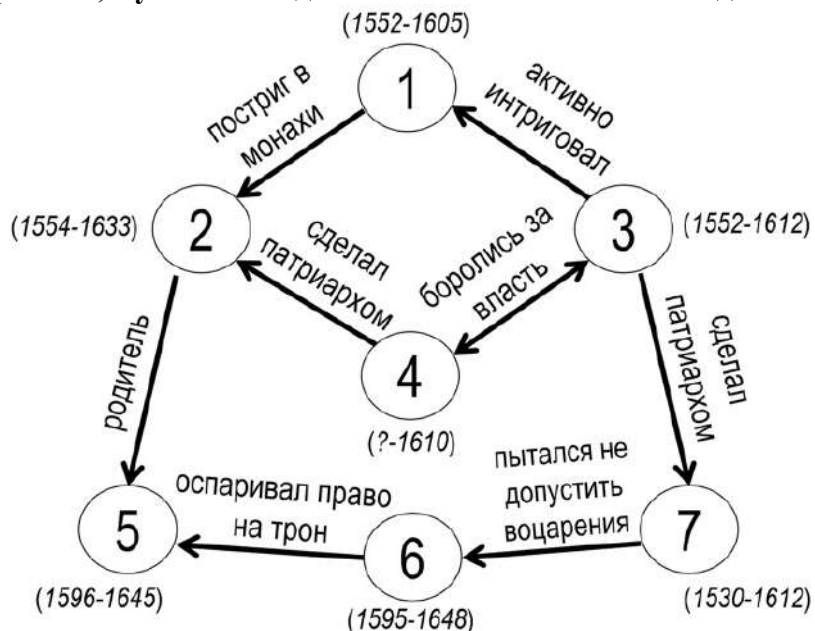 (1552-1605)
1
постриг в
монахи
активно
интриговал
(1554-1633)
2
сделал
патриархом
боролись за
власть
3
(1552-1612)
родитель
4
(?-1610)
сделал
патриархом
оспаривал право
на трон
пытался не
допустить
воцарения
5
6
7
(1596-1645)
(1595-1648)
(1530-1612)